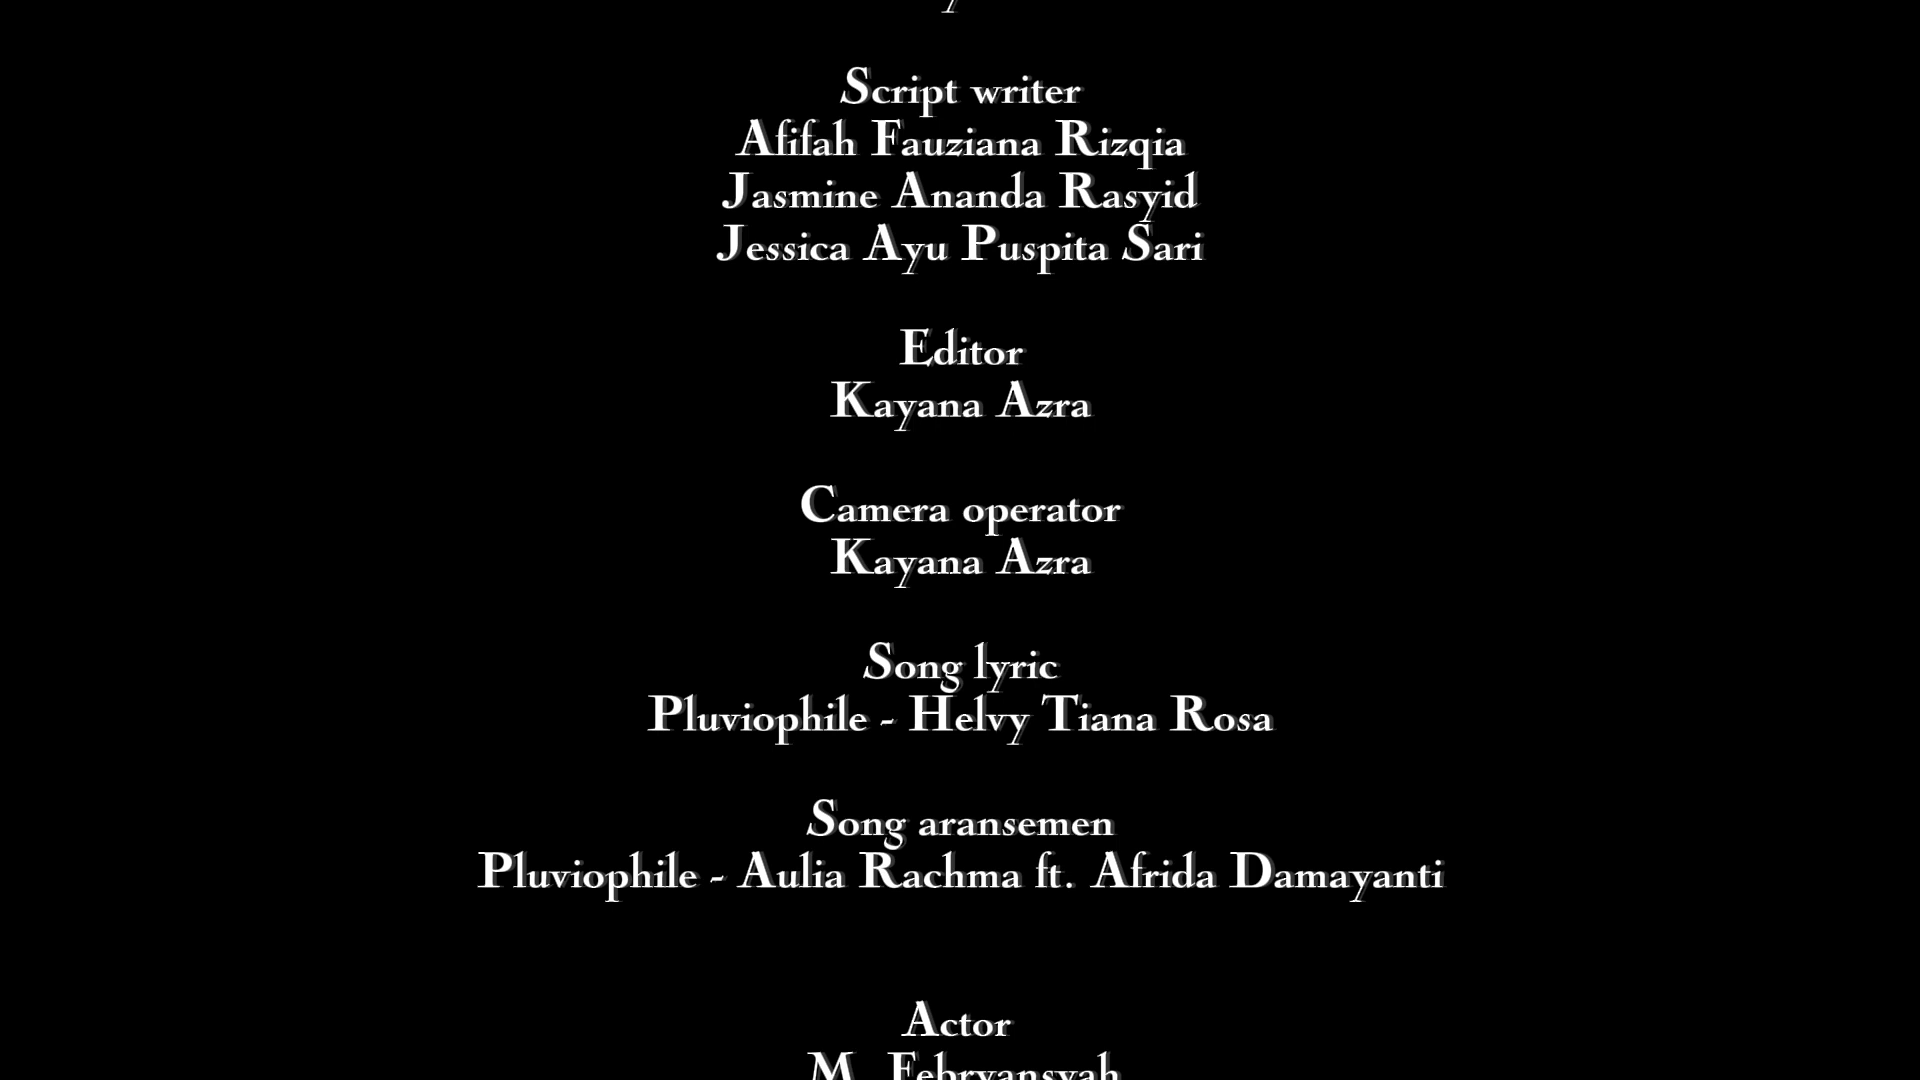 Script writer
Afifah Fauziana Rizqia
Jasmine Ananda Rasyid
Jessica Ayu Puspita Sari
Editor
Kayana Azra
Camera operator
Kayana Azra
Song lyric
Pluviophile - Helvy Tiana Rosa
Song aransemen
Pluviophile - Aulia Rachma ft. Afrida Damayanti
Actor
M. Febryansyah